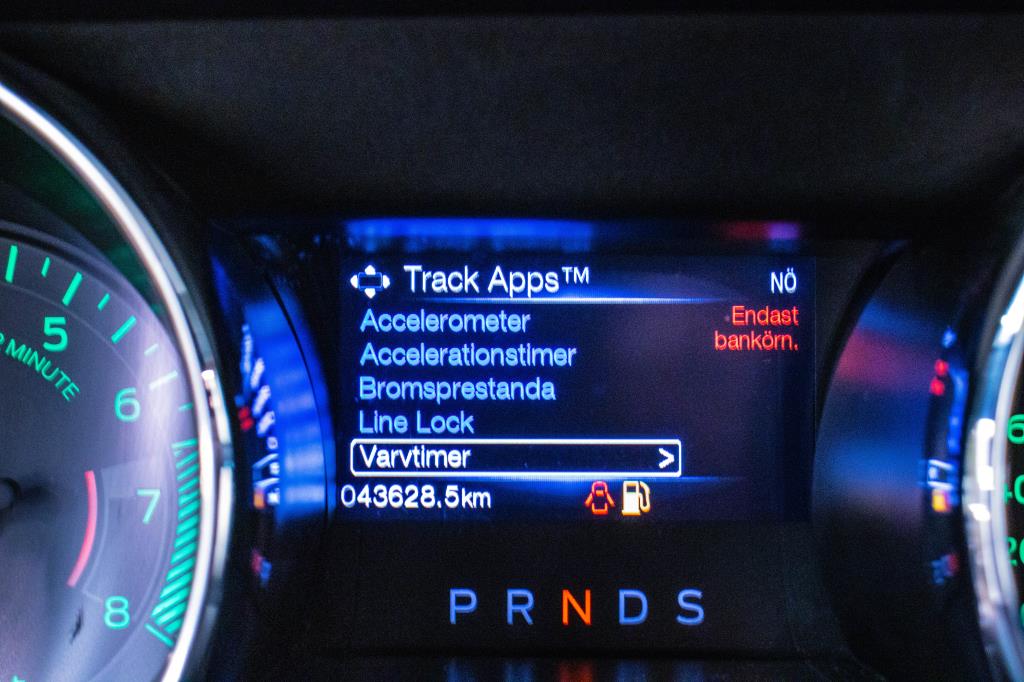 Track Apps™
NÖ
Accelerometer
Endast
bankörn.
Accelerationstimer
Bromsprestanda
Line Lock
Varvtimer >
043628.5km
P R N D S
5
MINUTE
6
7
8